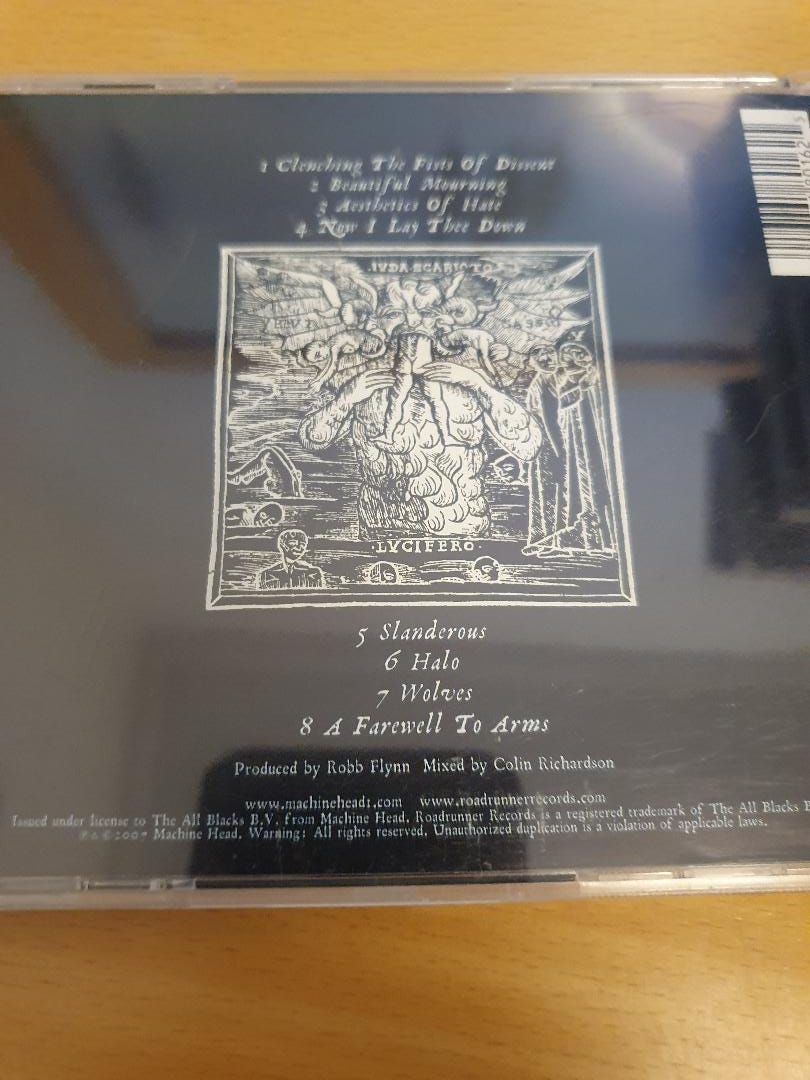 1 Clenching The Fists Of Dissent
2 Beautiful Mourning
3 Aesthetics Of Hate
4 Now I Lay Thee Down
IVDA SCARIOTO
LVCIFERO
5 Slanderous
6 Halo
7 Wolves
8 A Farewell To Arms
Produced by Robb Flynn Mixed by Colin Richardson
www.machinehead1.com www.roadrunnerrecords.com
Issued under license to The All Blacks B.V. from Machine Head. Roadrunner Records is a registered trademark of The All Blacks
℗ & © 2007 Machine Head. Warning: All rights reserved. Unauthorized duplication is a violation of applicable laws.